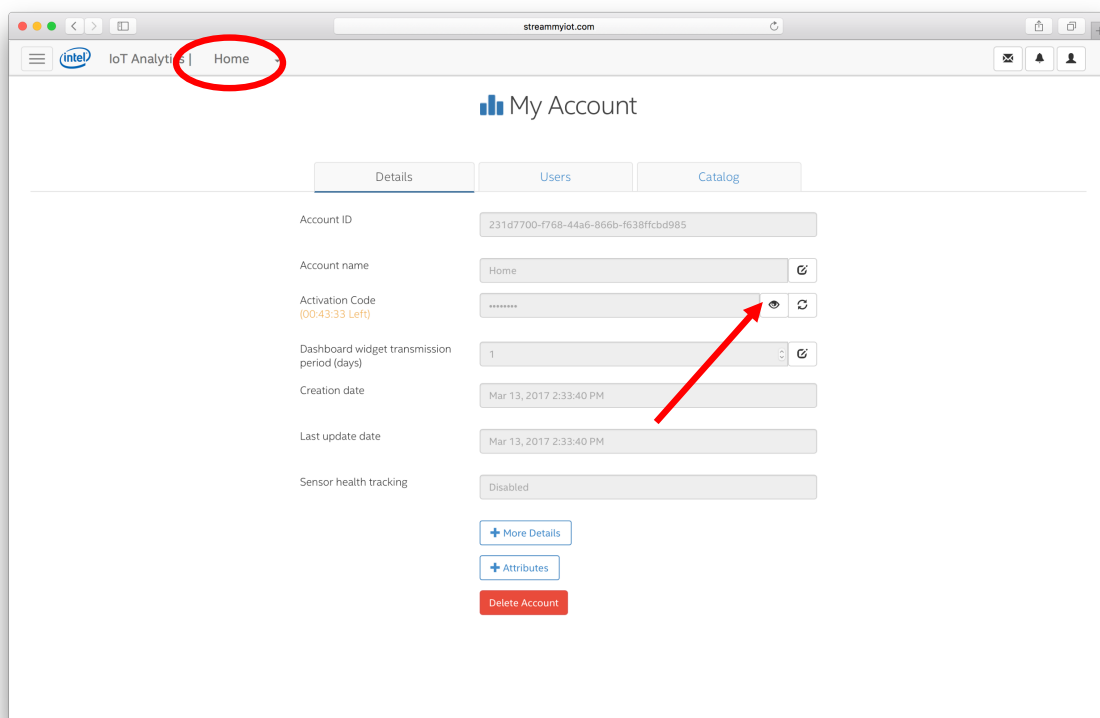 streammyiot.com
intel IoT Analytics | Home
My Account
Details Users Catalog
Account ID 231d7700-f768-44a6-866b-f638ffcbd985
Account name Home
Activation Code ••••••••
(00:43:33 Left)
Dashboard widget transmission
period (days) 1
Creation date Mar 13, 2017 2:33:40 PM
Last update date Mar 13, 2017 2:33:40 PM
Sensor health tracking Disabled
+ More Details
+ Attributes
Delete Account